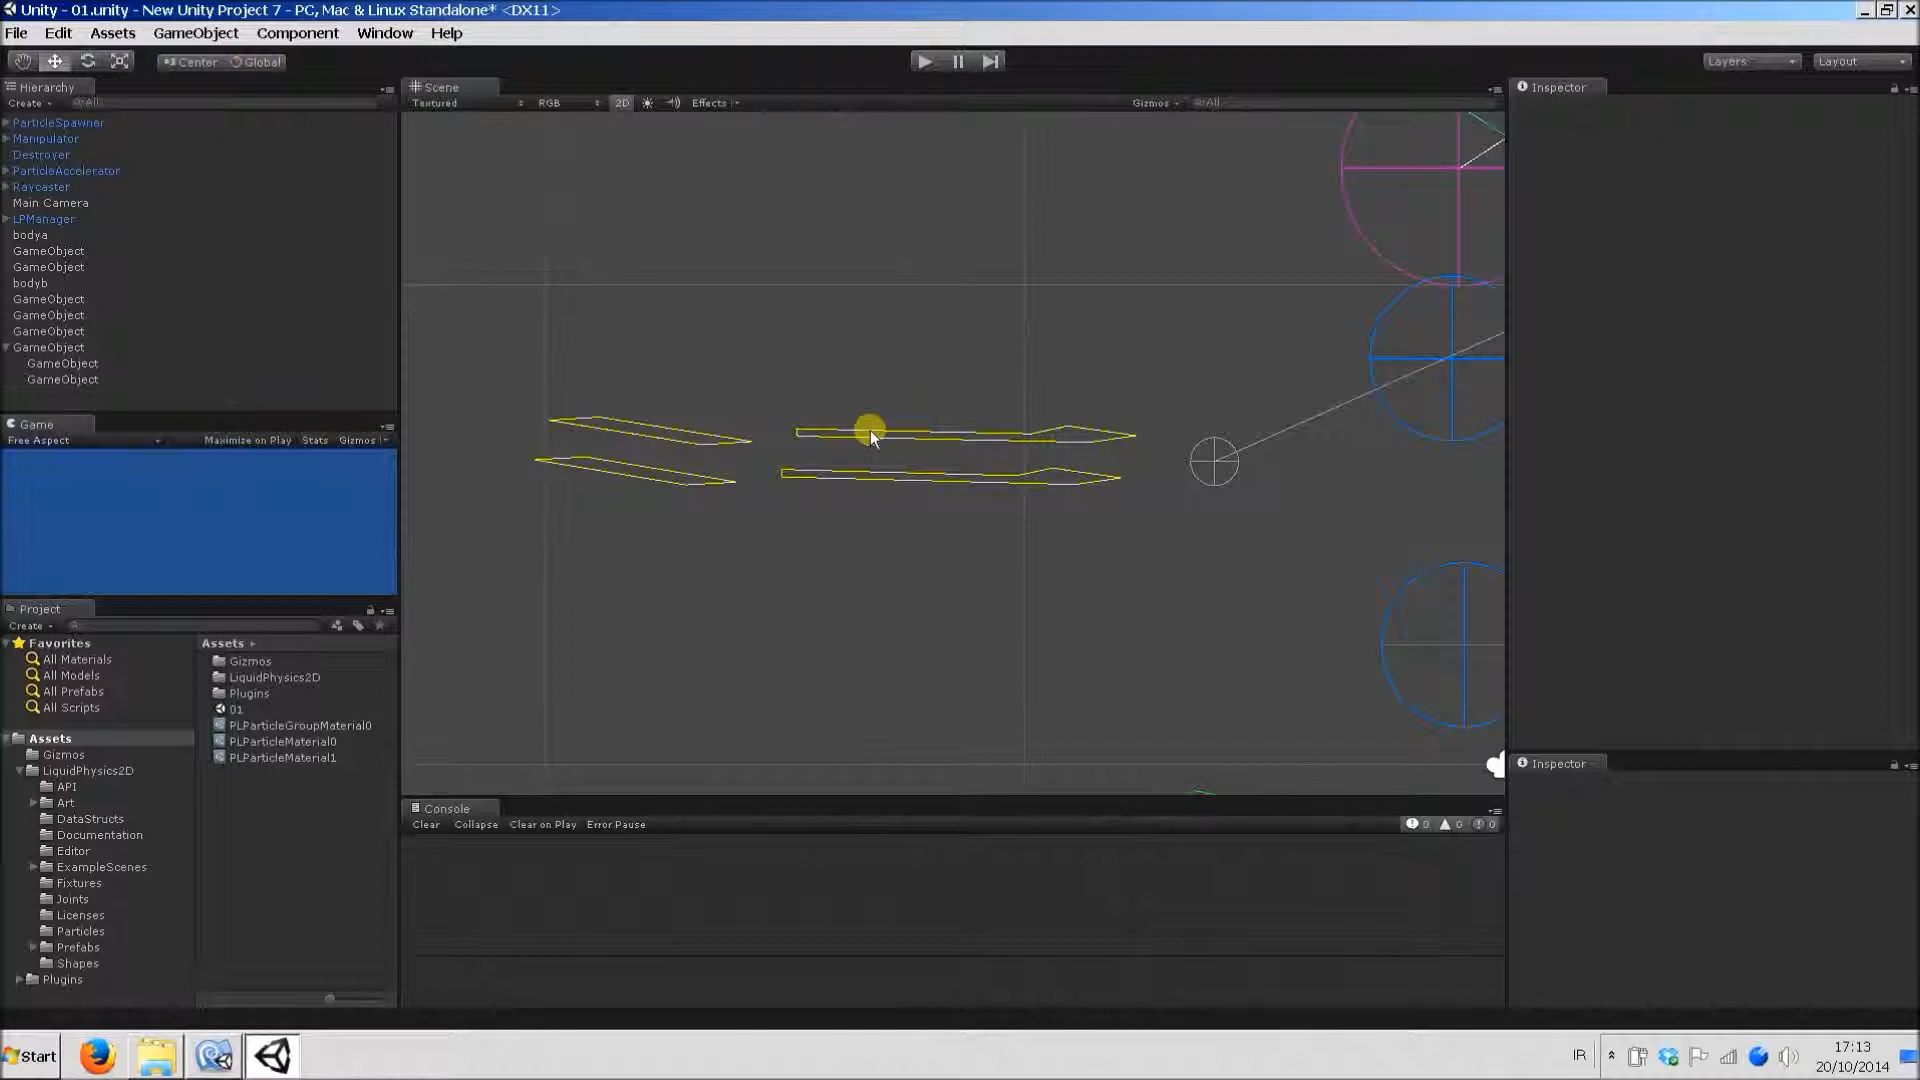 Unity - 01.unity - New Unity Project 7 - PC, Mac & Linux Standalone* <DX11>
File Edit Assets GameObject Component Window Help
Center Global Layers Layout
Hierarchy
Create All
ParticleSpawner
Manipulator
Destroyer
ParticleAccelerator
Raycaster
Main Camera
LPManager
bodya
GameObject
GameObject
bodyb
GameObject
GameObject
GameObject
GameObject
GameObject
GameObject
Game
Free Aspect Maximize on Play Stats Gizmos
Project
Create
Favorites
All Materials
All Models
All Prefabs
All Scripts
Assets
Gizmos
LiquidPhysics2D
API
Art
DataStructs
Documentation
Editor
ExampleScenes
Fixtures
Joints
Licenses
Particles
Prefabs
Shapes
Plugins
Assets
Gizmos
LiquidPhysics2D
Plugins
01
PLParticleGroupMaterial0
PLParticleMaterial0
PLParticleMaterial1
Scene
Textured RGB 2D Effects Gizmos All
Console
Clear Collapse Clear on Play Error Pause 0 0 0
Inspector
Inspector
Start IR 17:13
20/10/2014